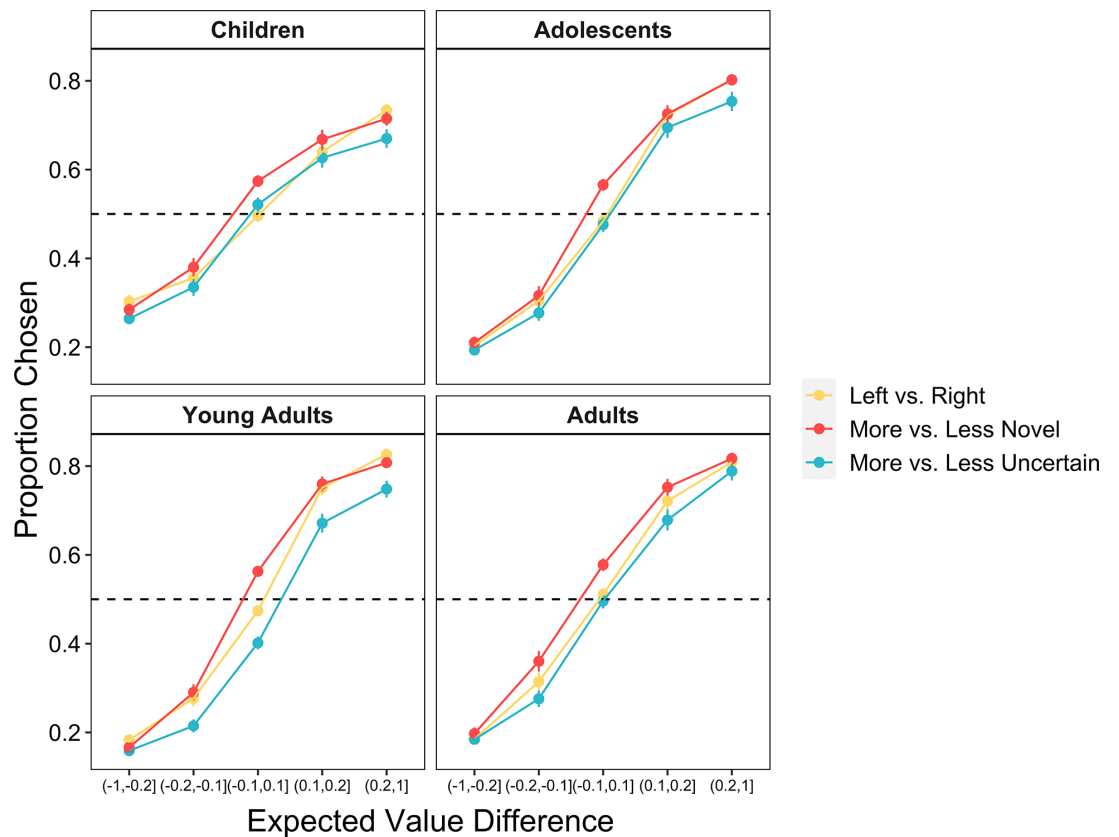 Children
Adolescents
0.8
0.6
0.4
0.2
Young Adults
Adults
0.8
0.6
0.4
0.2
(-1,-0.2] (-0.2,-0.1] (-0.1,0.1] (0.1,0.2] (0.2,1]
(-1,-0.2] (-0.2,-0.1] (-0.1,0.1] (0.1,0.2] (0.2,1]
Expected Value Difference
Proportion Chosen
Left vs. Right
More vs. Less Novel
More vs. Less Uncertain